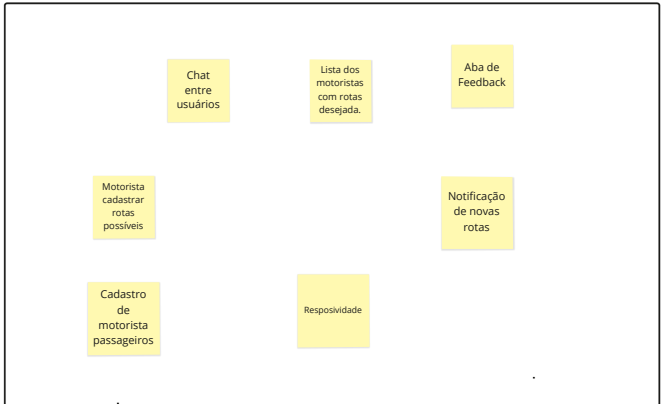 Chat
entre
usuários
Lista dos
motoristas
com rotas
desejada.
Aba de
Feedback
Motorista
cadastrar
rotas
possíveis
Notificação
de novas
rotas
Cadastro
de
motorista
passageiros
Resposividade